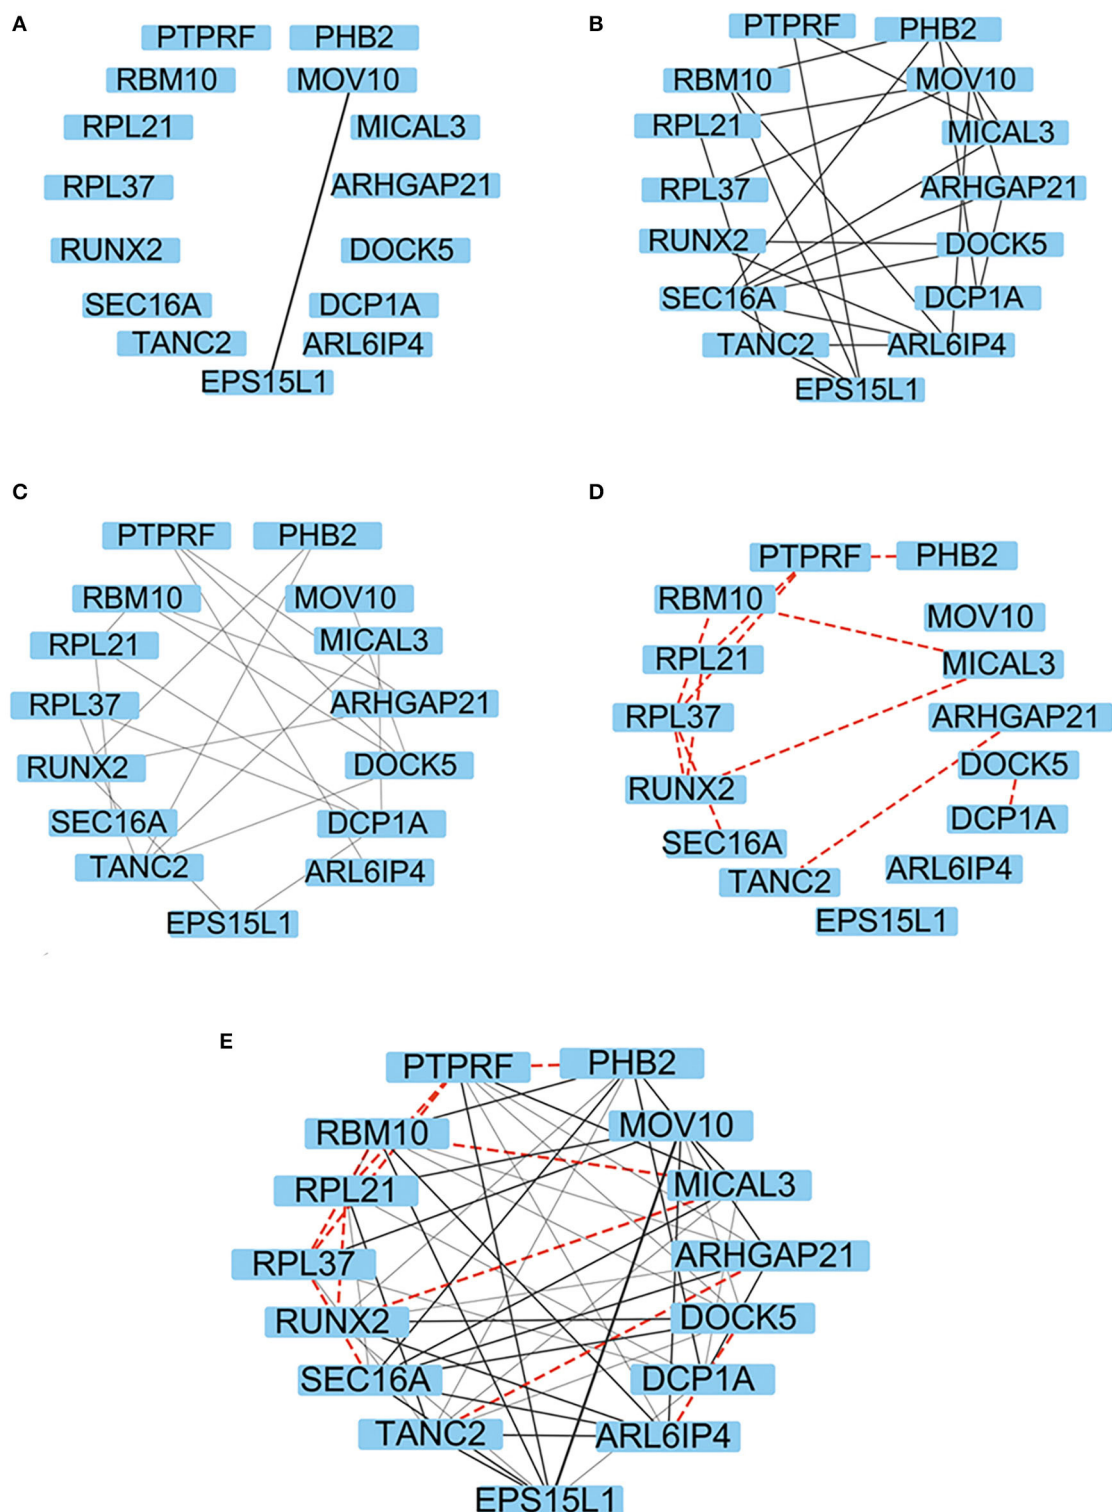 A
PTPRF PHB2
RBM10 MOV10
RPL21 MICAL3
RPL37 ARHGAP21
RUNX2 DOCK5
SEC16A DCP1A
TANC2 ARL6IP4
EPS15L1
B
PTPRF PHB2
RBM10 MOV10
RPL21 MICAL3
RPL37 ARHGAP21
RUNX2 DOCK5
SEC16A DCP1A
TANC2 ARL6IP4
EPS15L1
C
PTPRF PHB2
RBM10 MOV10
RPL21 MICAL3
RPL37 ARHGAP21
RUNX2 DOCK5
SEC16A DCP1A
TANC2 ARL6IP4
EPS15L1
D
PTPRF PHB2
RBM10 MOV10
RPL21 MICAL3
RPL37 ARHGAP21
RUNX2 DOCK5
SEC16A DCP1A
TANC2 ARL6IP4
EPS15L1
E
PTPRF PHB2
RBM10 MOV10
RPL21 MICAL3
RPL37 ARHGAP21
RUNX2 DOCK5
SEC16A DCP1A
TANC2 ARL6IP4
EPS15L1